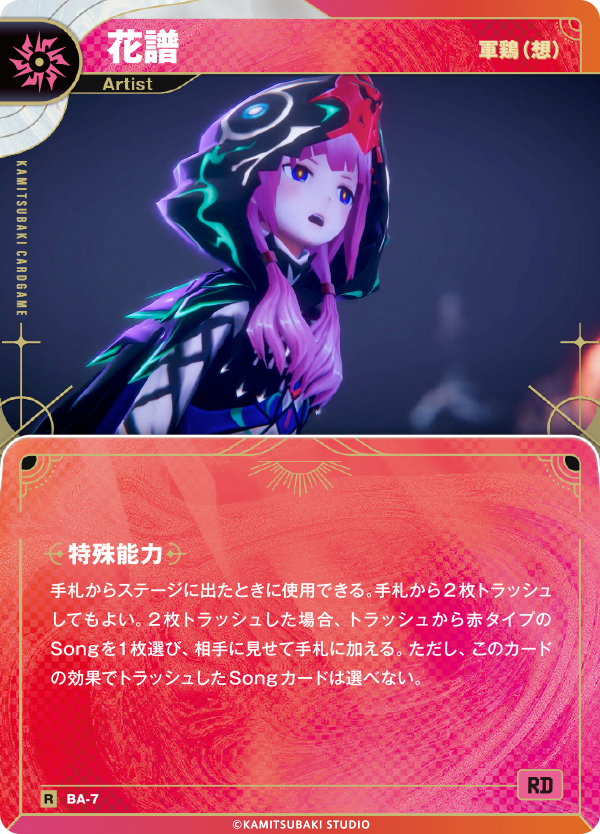 花譜
軍鶏（想）
Artist
KAMITSUBAKI CARDGAME
特殊能力
手札からステージに出たときに使用できる。手札から2枚トラッシュ
してもよい。2枚トラッシュした場合、トラッシュから赤タイプの
Songを1枚選び、相手に見せて手札に加える。ただし、このカード
の効果でトラッシュしたSongカードは選べない。
RD
R BA-7
©KAMITSUBAKI STUDIO